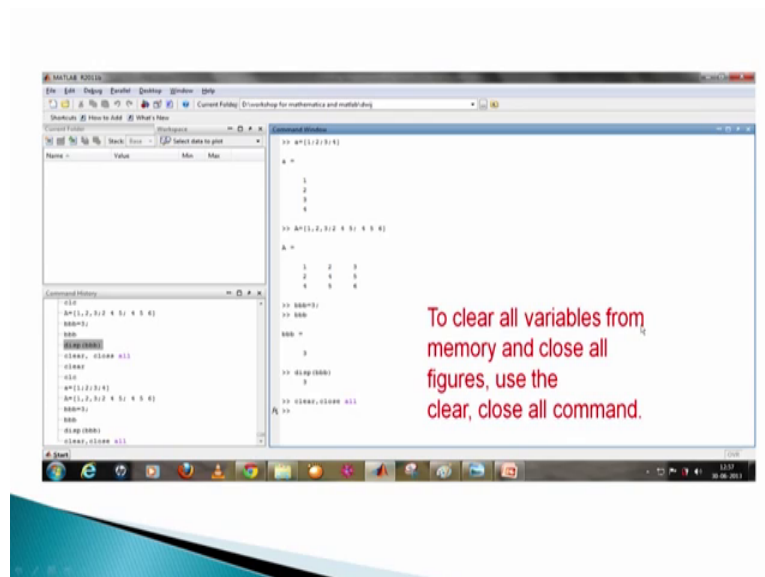 MATLAB R2011b
File Edit Debug Parallel Desktop Window Help
Current Folder: D:\workshop for mathematica and matlab\dwij
Shortcuts How to Add What's New
Current Folder Workspace
Stack: Base Select data to plot
Name Value Min Max
Command Window
>> a=[1;2;3;4]
a =
1
2
3
4
>> A=[1,2,3;2 4 5; 4 5 6]
A =
1 2 3
2 4 5
4 5 6
>> bbb=3;
>> bbb
bbb =
3
>> disp(bbb)
3
>> clear,close all
>>
Command History
clc
A=[1,2,3;2 4 5; 4 5 6]
bbb=3;
bbb
disp(bbb)
clear, close all
clear
clc
a=[1;2;3;4]
A=[1,2,3;2 4 5; 4 5 6]
bbb=3;
bbb
disp(bbb)
clear,close all
To clear all variables from
memory and close all
figures, use the
clear, close all command.
Start
OVR
12:57
30-06-2013